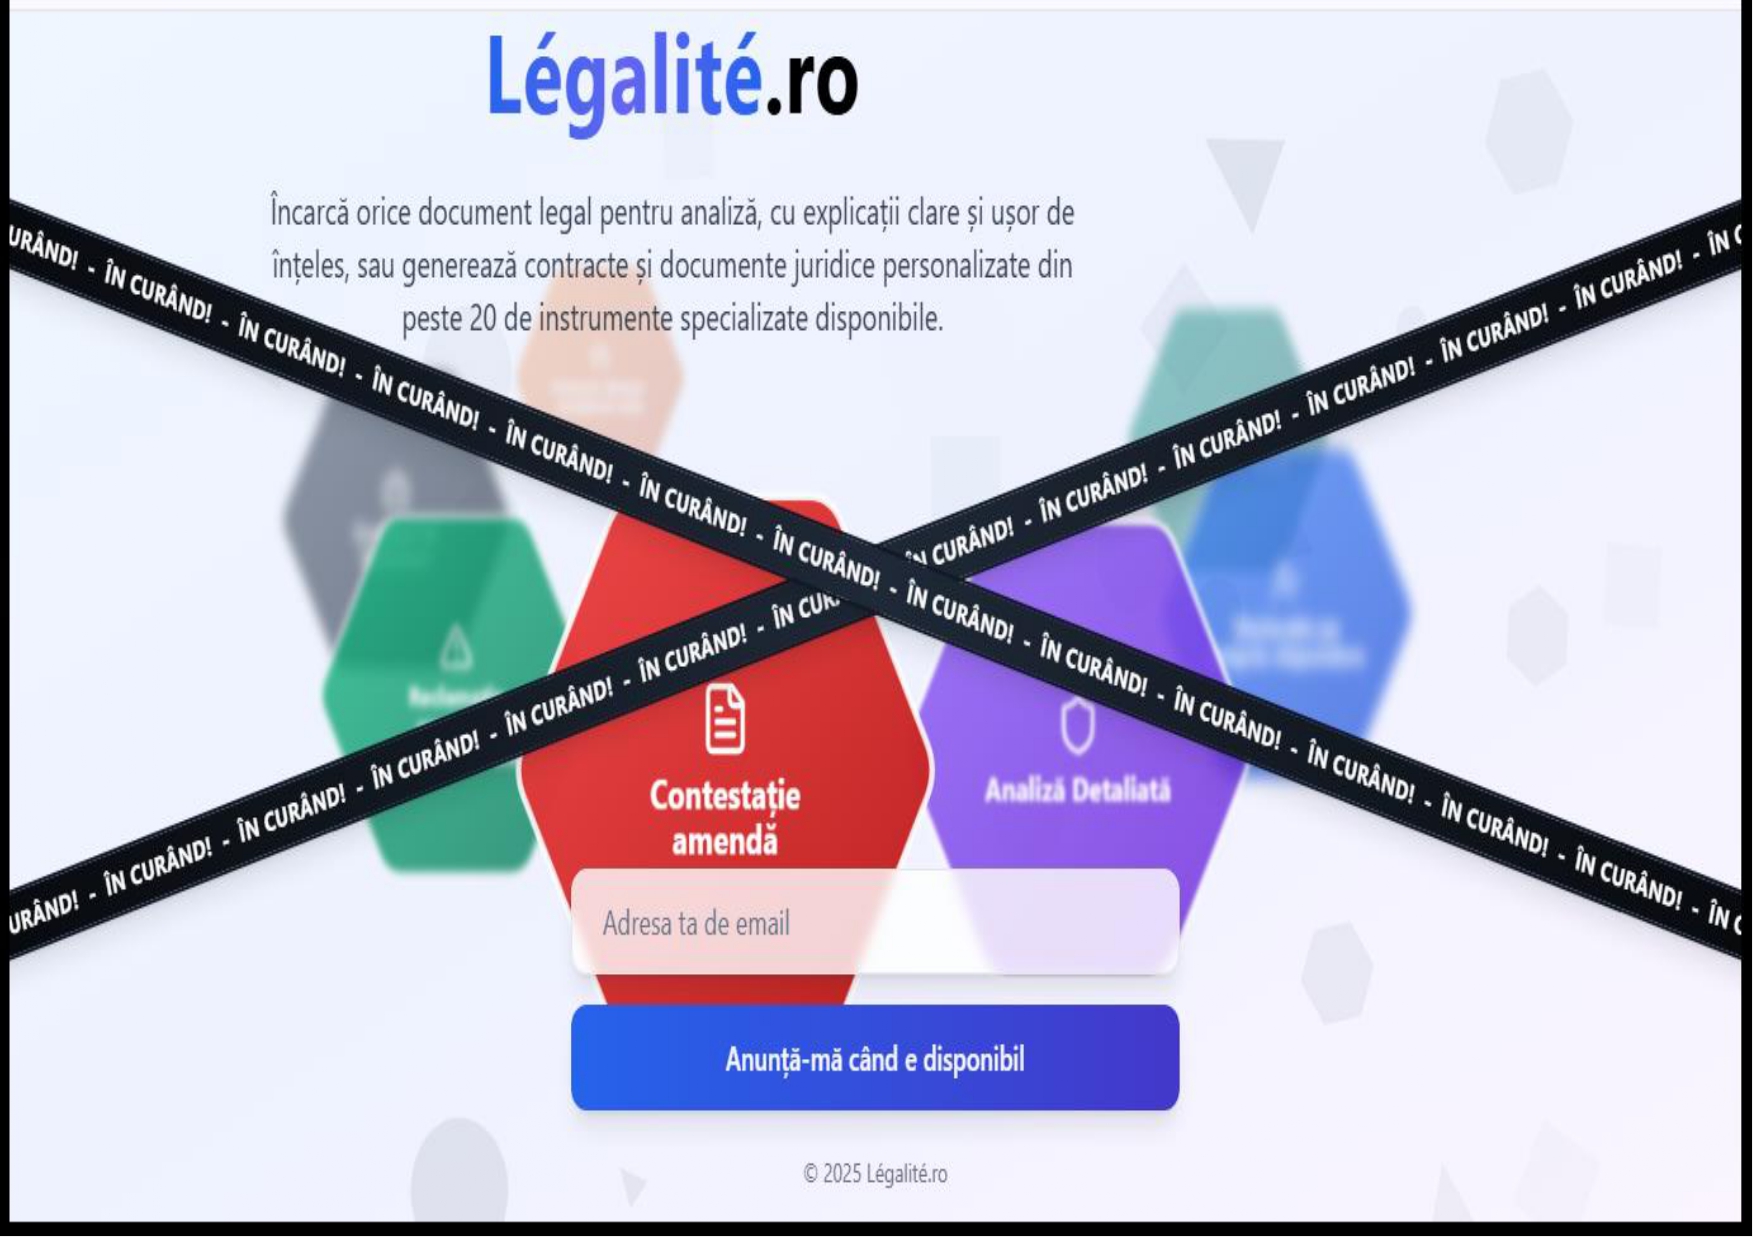 Légalité.ro
Încarcă orice document legal pentru analiză, cu explicații clare și ușor de
înțeles, sau generează contracte și documente juridice personalizate din
peste 20 de instrumente specializate disponibile.
URÂND! - ÎN CURÂND! - ÎN CURÂND! - ÎN CURÂND! - ÎN CURÂND! - ÎN CURÂND! - ÎN CURÂND! - ÎN CURÂND! - ÎN CURÂND! - ÎN CURÂND! - ÎN CURÂND! - ÎN CURÂND! - ÎN C
URÂND! - ÎN CURÂND! - ÎN CURÂND! - ÎN CURÂND! - ÎN CURÂND! - ÎN CURÂND! - ÎN CUR ÎN CURÂND! - ÎN CURÂND! - ÎN CURÂND! - ÎN CURÂND! - ÎN CURÂND! - ÎN CURÂND! - ÎN C
Contestație
amendă
Analiză Detaliată
Adresa ta de email
Anunță-mă când e disponibil
© 2025 Légalité.ro